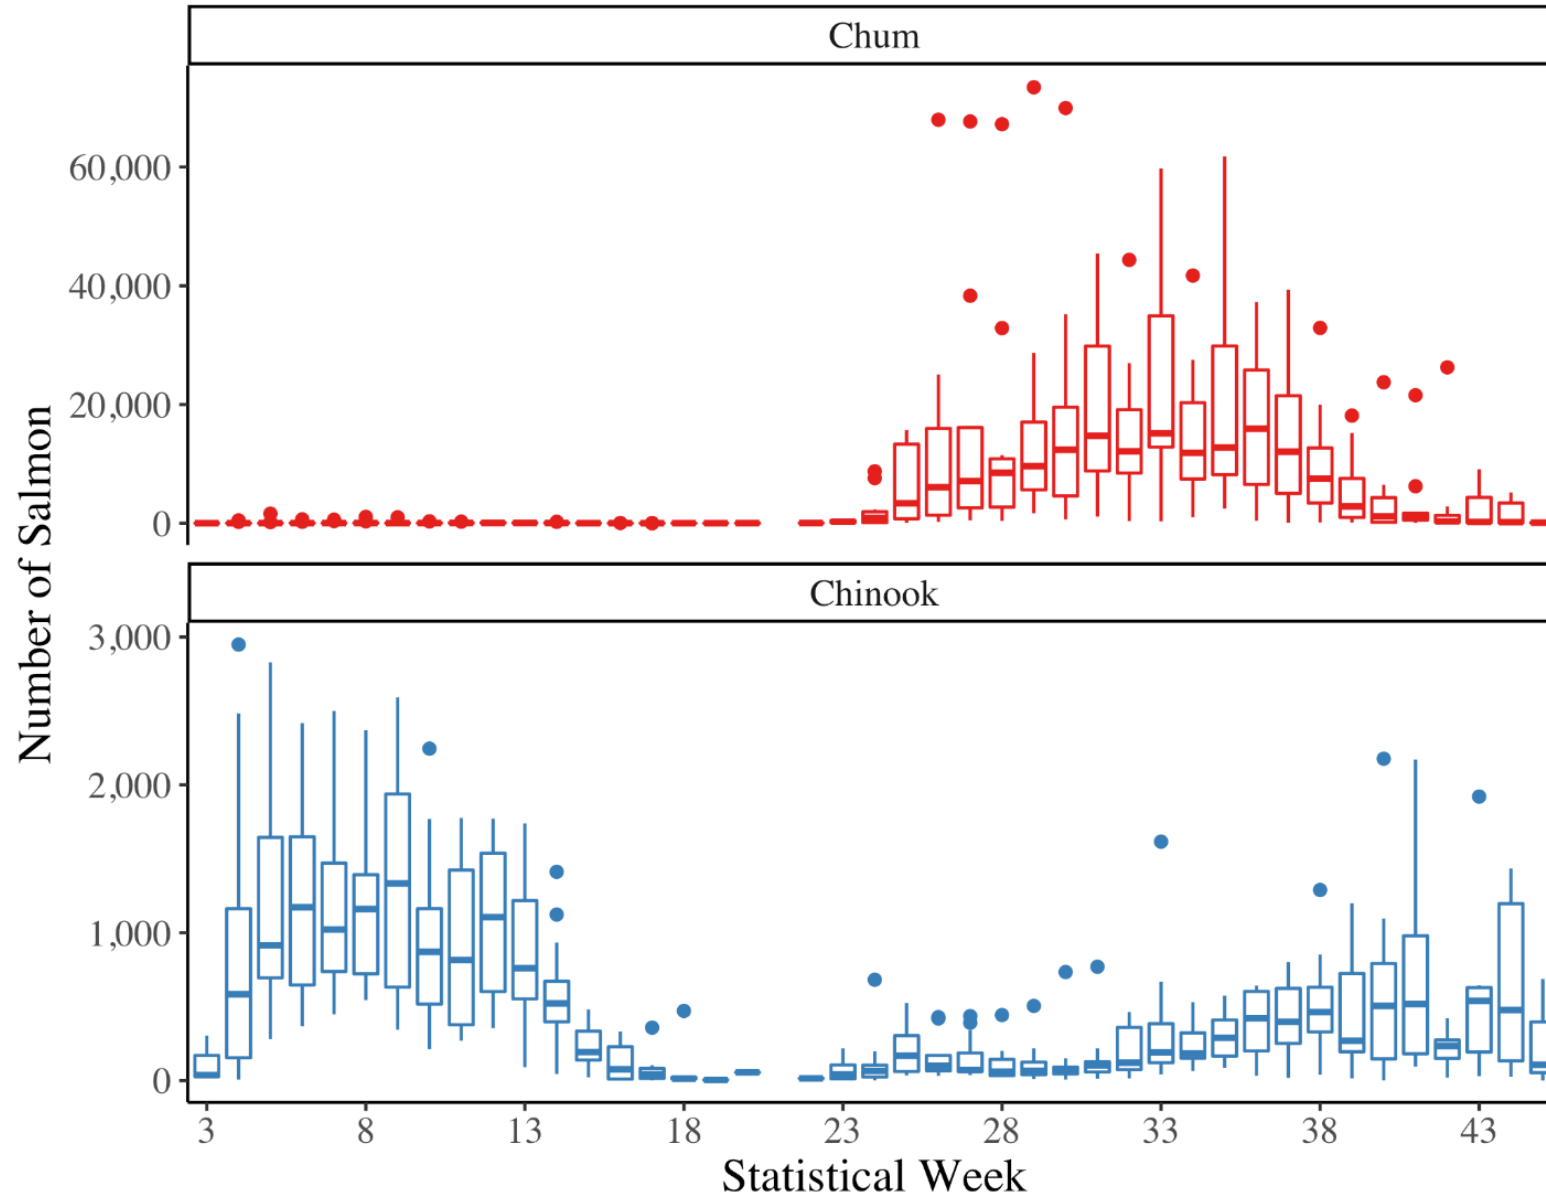 Chum
60,000
40,000
20,000
0
Number of Salmon
Chinook
3,000
2,000
1,000
0
3 8 13 18 23 28 33 38 43
Statistical Week